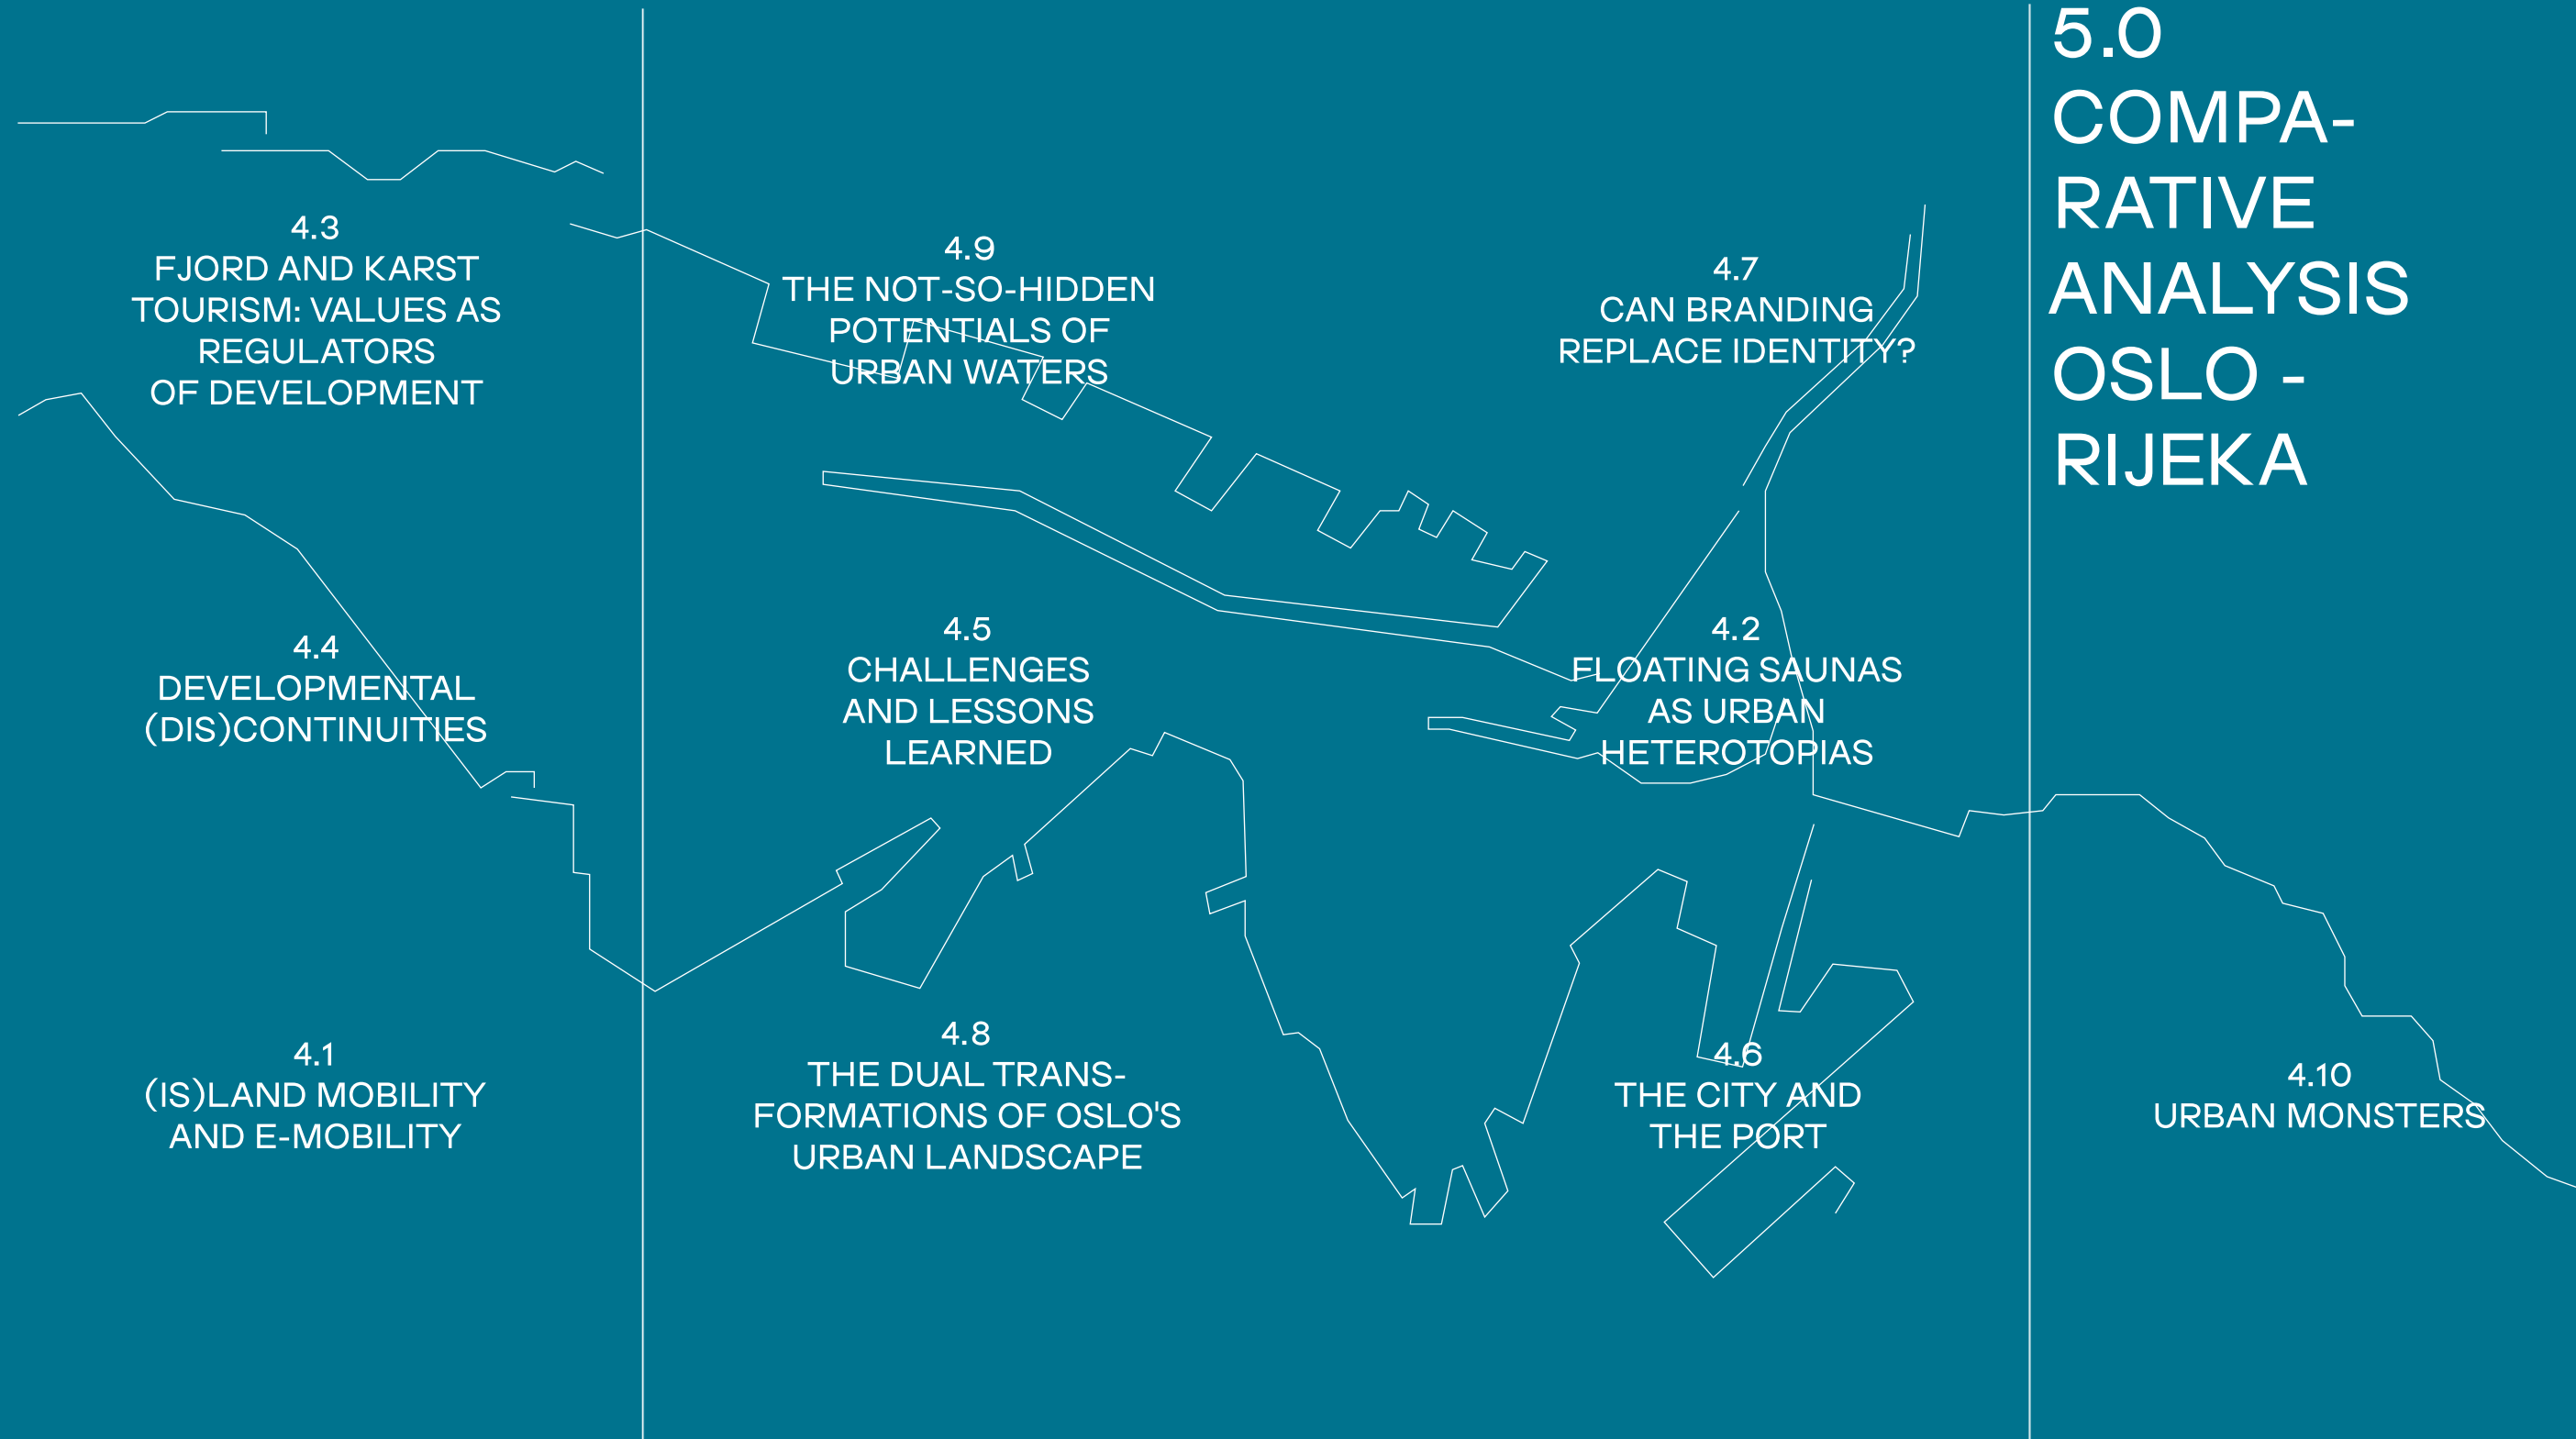 5.0
COMPA-
RATIVE
ANALYSIS
OSLO -
RIJEKA
4.3
FJORD AND KARST
TOURISM: VALUES AS
REGULATORS
OF DEVELOPMENT
4.9
THE NOT-SO-HIDDEN
POTENTIALS OF
URBAN WATERS
4.7
CAN BRANDING
REPLACE IDENTITY?
4.4
DEVELOPMENTAL
(DIS)CONTINUITIES
4.5
CHALLENGES
AND LESSONS
LEARNED
4.2
FLOATING SAUNAS
AS URBAN
HETEROTOPIAS
4.1
(IS)LAND MOBILITY
AND E-MOBILITY
4.8
THE DUAL TRANS-
FORMATIONS OF OSLO'S
URBAN LANDSCAPE
4.6
THE CITY AND
THE PORT
4.10
URBAN MONSTERS